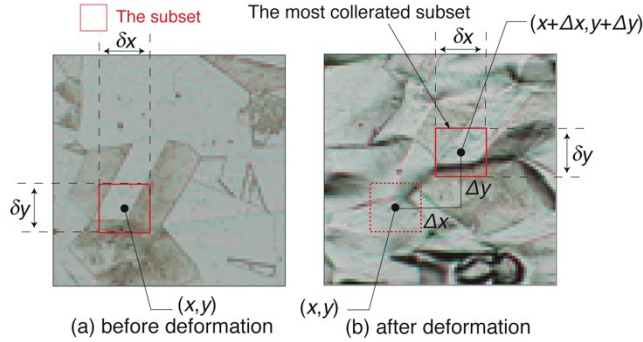 The subset
δx
δy
(x,y)
(a) before deformation
The most collerated subset
δx
(x+Δx,y+Δy)
δy
Δy
Δx
(x,y)
(b) after deformation